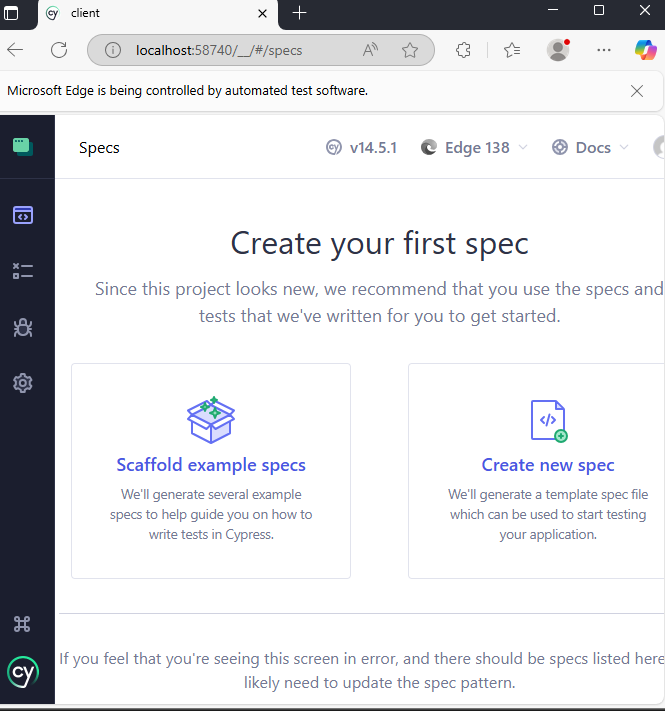 client
localhost:58740/__/#/specs
Microsoft Edge is being controlled by automated test software.
Specs
v14.5.1
Edge 138
Docs
Create your first spec
Since this project looks new, we recommend that you use the specs and
tests that we've written for you to get started.
Scaffold example specs
We'll generate several example
specs to help guide you on how to
write tests in Cypress.
Create new spec
We'll generate a template spec file
which can be used to start testing
your application.
If you feel that you're seeing this screen in error, and there should be specs listed here
likely need to update the spec pattern.
cy